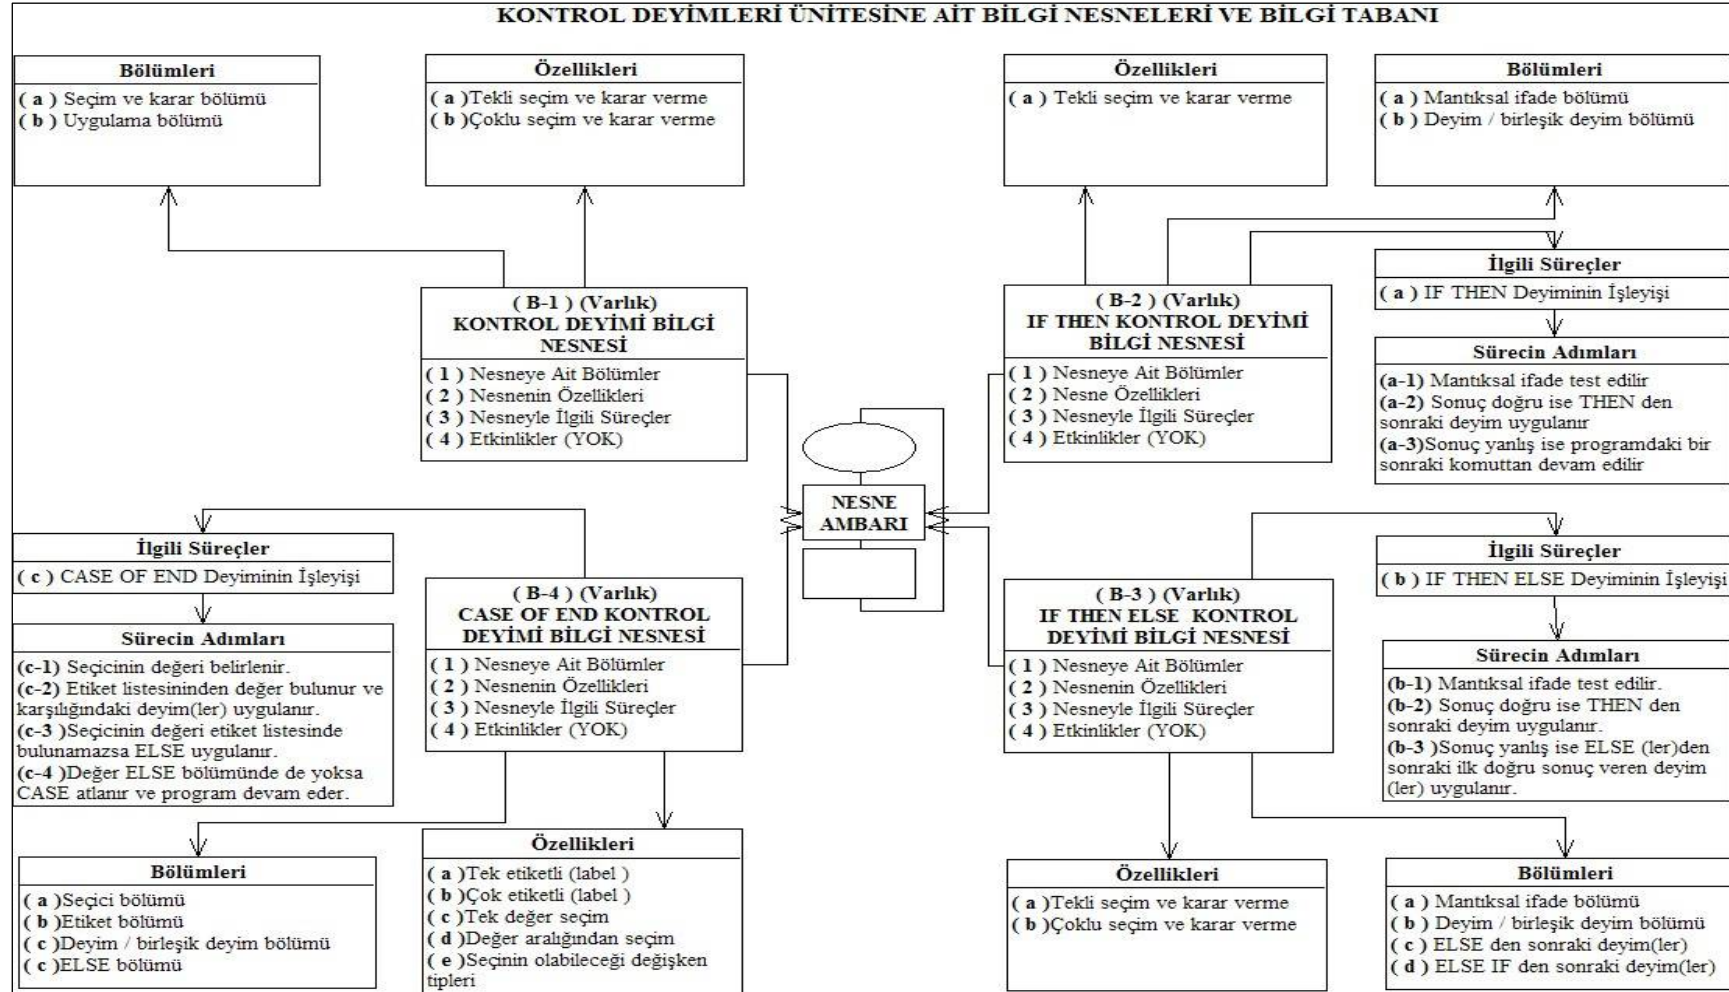 KONTROL DEYİMLERİ ÜNİTESİNE AİT BİLGİ NESNELERİ VE BİLGİ TABANI
Bölümleri
( a ) Seçim ve karar bölümü
( b ) Uygulama bölümü
Özellikleri
( a )Tekli seçim ve karar verme
( b )Çoklu seçim ve karar verme
Özellikleri
( a ) Tekli seçim ve karar verme
Bölümleri
( a ) Mantıksal ifade bölümü
( b ) Deyim / birleşik deyim bölümü
İlgili Süreçler
( a ) IF THEN Deyiminin İşleyişi
Sürecin Adımları
(a-1) Mantıksal ifade test edilir
(a-2) Sonuç doğru ise THEN den
sonraki deyim uygulanır
(a-3)Sonuç yanlış ise programdaki bir
sonraki komuttan devam edilir
( B-1 ) (Varlık)
KONTROL DEYİMİ BİLGİ
NESNESİ
( 1 ) Nesneye Ait Bölümler
( 2 ) Nesnenin Özellikleri
( 3 ) Nesneyle İlgili Süreçler
( 4 ) Etkinlikler (YOK)
( B-2 ) (Varlık)
IF THEN KONTROL DEYİMİ
BİLGİ NESNESİ
( 1 ) Nesneye Ait Bölümler
( 2 ) Nesne Özellikleri
( 3 ) Nesneyle İlgili Süreçler
( 4 ) Etkinlikler (YOK)
NESNE
AMBARI
İlgili Süreçler
( c ) CASE OF END Deyiminin İşleyişi
Sürecin Adımları
(c-1) Seçicinin değeri belirlenir.
(c-2) Etiket listesininden değer bulunur ve
karşılığındaki deyim(ler) uygulanır.
(c-3 )Seçicinin değeri etiket listesinde
bulunamazsa ELSE uygulanır.
(c-4 )Değer ELSE bölümünde de yoksa
CASE atlanır ve program devam eder.
( B-4 ) (Varlık)
CASE OF END KONTROL
DEYİMİ BİLGİ NESNESİ
( 1 ) Nesneye Ait Bölümler
( 2 ) Nesnenin Özellikleri
( 3 ) Nesneyle İlgili Süreçler
( 4 ) Etkinlikler (YOK)
( B-3 ) (Varlık)
IF THEN ELSE KONTROL
DEYİMİ BİLGİ NESNESİ
( 1 ) Nesneye Ait Bölümler
( 2 ) Nesnenin Özellikleri
( 3 ) Nesneyle İlgili Süreçler
( 4 ) Etkinlikler (YOK)
İlgili Süreçler
( b ) IF THEN ELSE Deyiminin İşleyişi
Sürecin Adımları
(b-1) Mantıksal ifade test edilir.
(b-2) Sonuç doğru ise THEN den
sonraki deyim uygulanır.
(b-3 )Sonuç yanlış ise ELSE (ler)den
sonraki ilk doğru sonuç veren deyim
(ler) uygulanır.
Bölümleri
( a )Seçici bölümü
( b )Etiket bölümü
( c )Deyim / birleşik deyim bölümü
( c )ELSE bölümü
Özellikleri
( a )Tek etiketli (label )
( b )Çok etiketli (label )
( c )Tek değer seçim
( d )Değer aralığından seçim
( e )Seçinin olabileceği değişken
tipleri
Özellikleri
( a )Tekli seçim ve karar verme
( b )Çoklu seçim ve karar verme
Bölümleri
( a ) Mantıksal ifade bölümü
( b ) Deyim / birleşik deyim bölümü
( c ) ELSE den sonraki deyim(ler)
( d ) ELSE IF den sonraki deyim(ler)